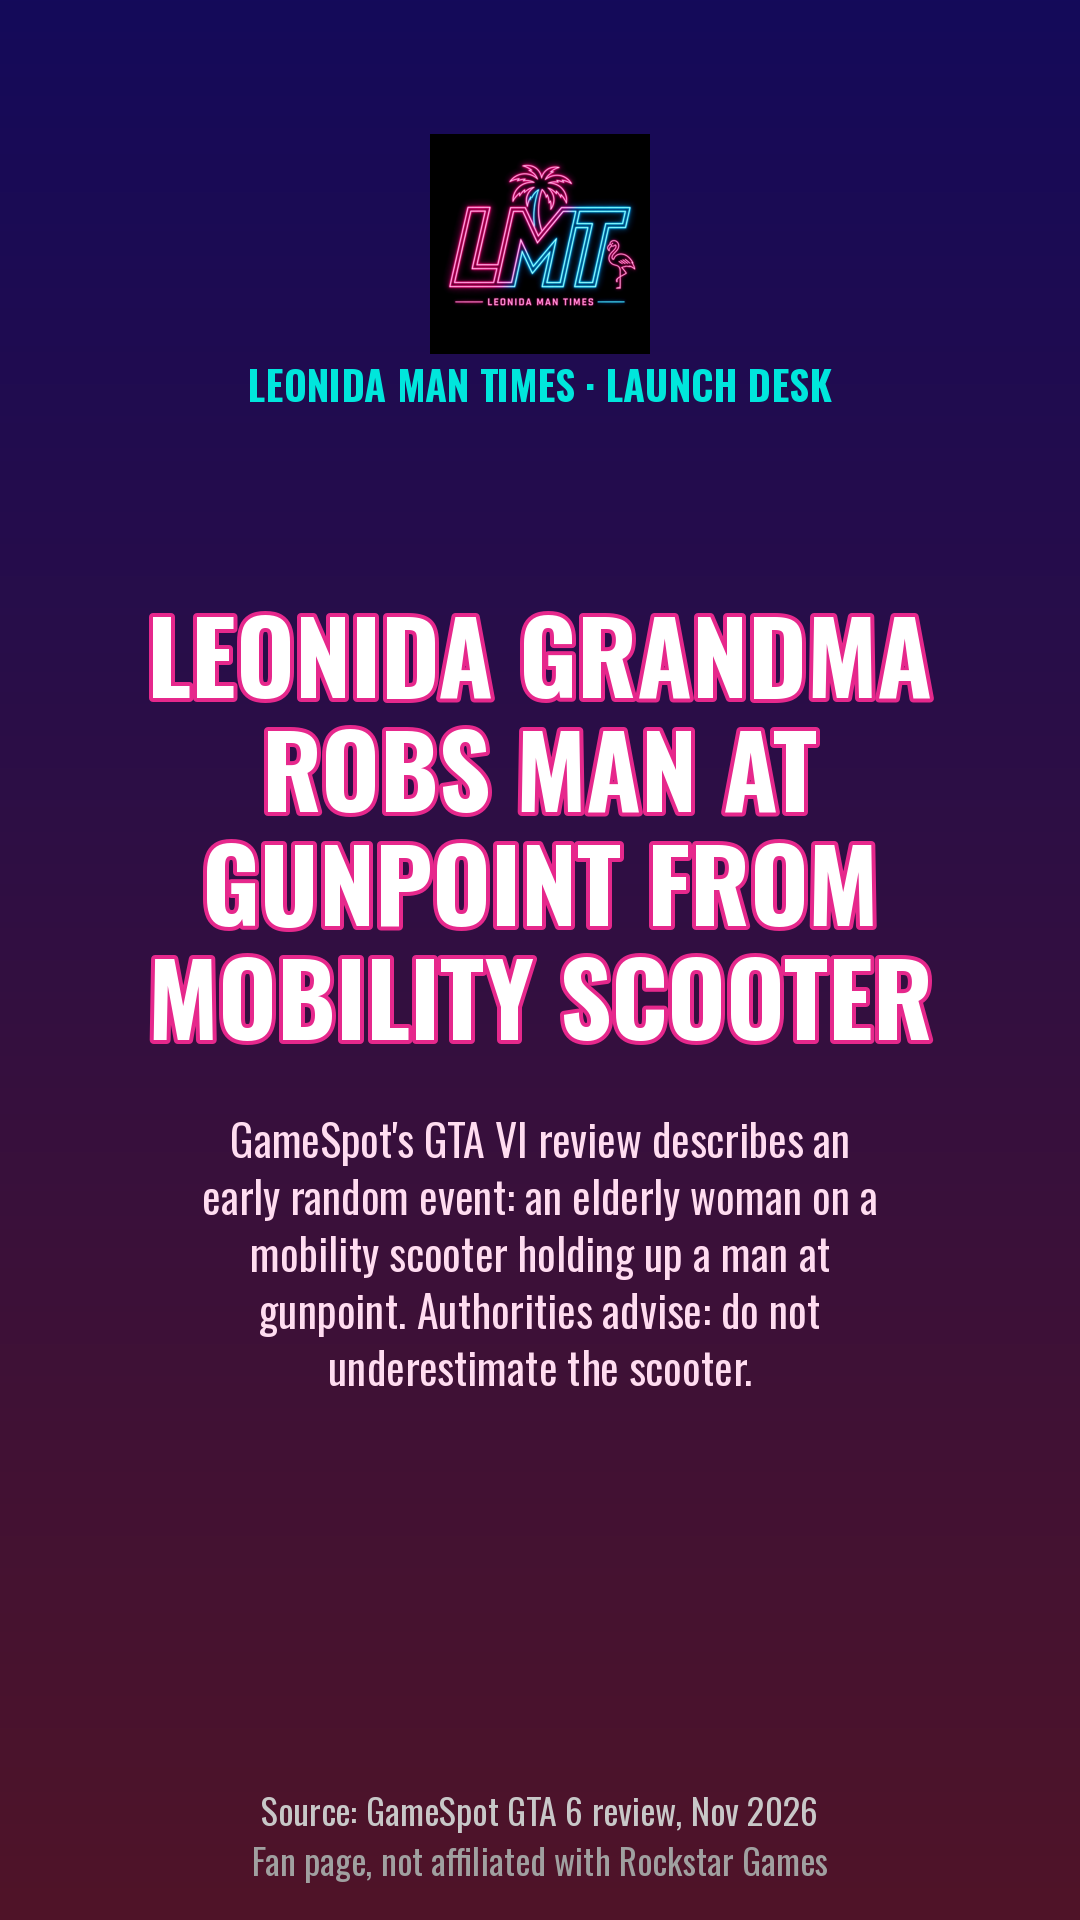 LMT
LEONIDA MAN TIMES
LEONIDA MAN TIMES · LAUNCH DESK
LEONIDA GRANDMA
ROBS MAN AT
GUNPOINT FROM
MOBILITY SCOOTER
GameSpot's GTA VI review describes an
early random event: an elderly woman on a
mobility scooter holding up a man at
gunpoint. Authorities advise: do not
underestimate the scooter.
Source: GameSpot GTA 6 review, Nov 2026
Fan page, not affiliated with Rockstar Games